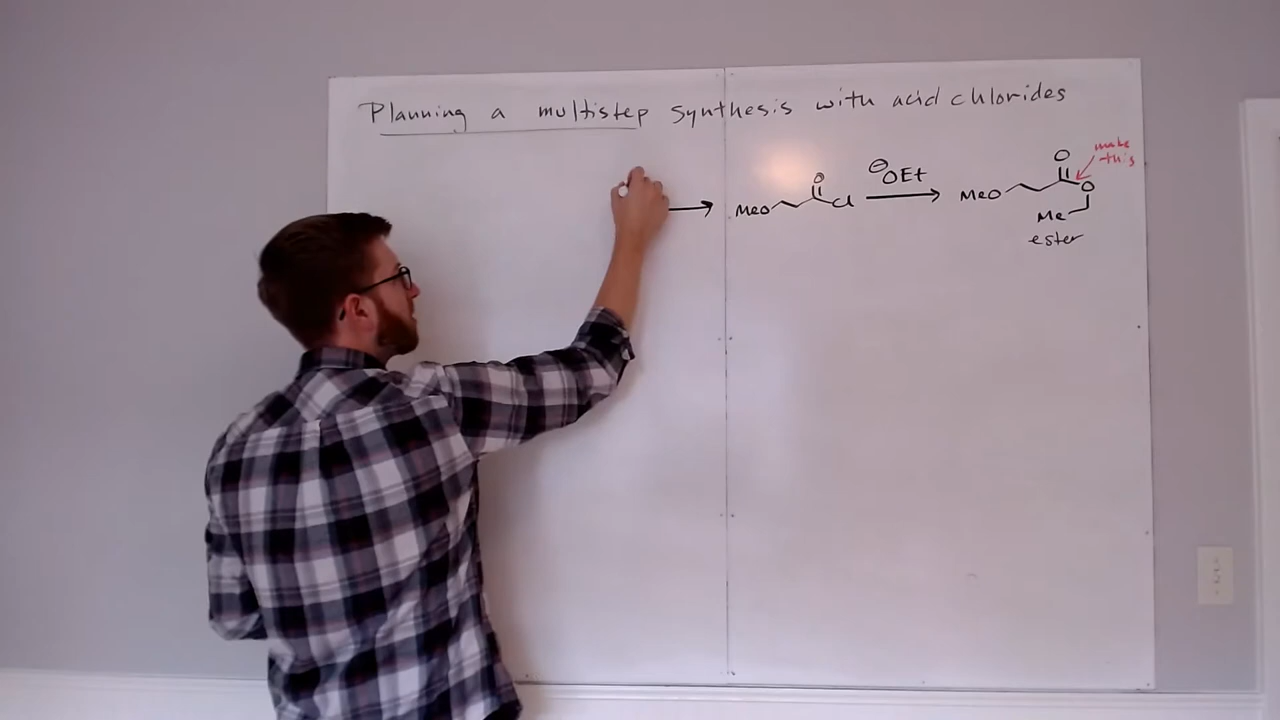 Planning a multistep synthesis with acid chlorides
make
this
O
⊖OEt
O
MeO
Cl
MeO
O
Me
ester